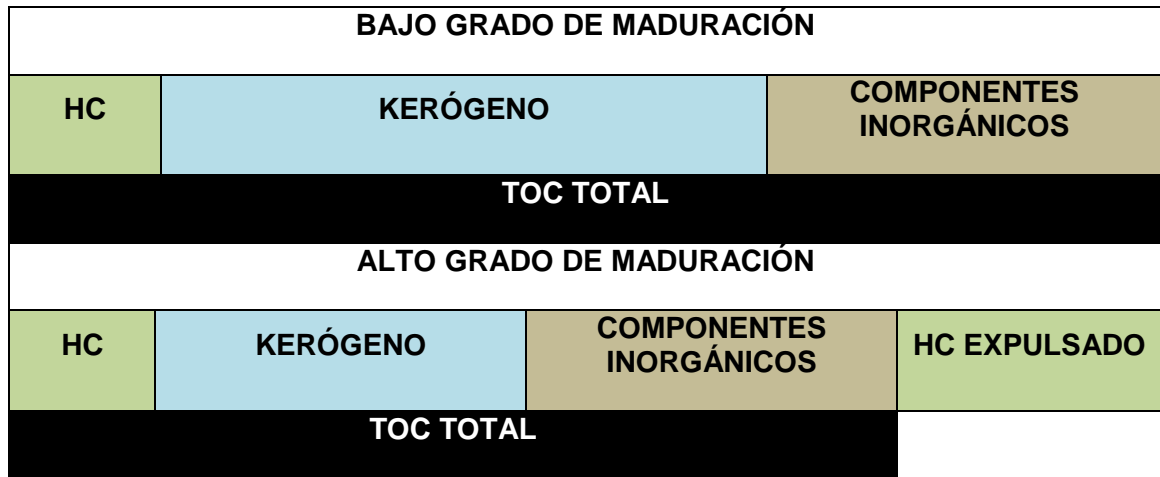 BAJO GRADO DE MADURACIÓN
HC
KERÓGENO
COMPONENTES
INORGÁNICOS
TOC TOTAL
ALTO GRADO DE MADURACIÓN
HC
KERÓGENO
COMPONENTES
INORGÁNICOS
HC EXPULSADO
TOC TOTAL